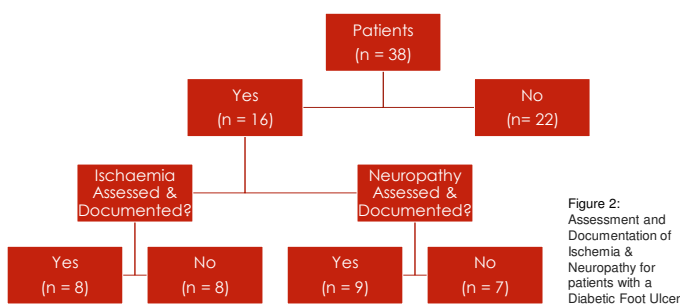 Patients
(n = 38)
Yes
(n = 16)
No
(n= 22)
Ischaemia
Assessed &
Documented?
Neuropathy
Assessed &
Documented?
Yes
(n = 8)
No
(n = 8)
Yes
(n = 9)
No
(n = 7)
Figure 2:
Assessment and
Documentation of
Ischemia &
Neuropathy for
patients with a
Diabetic Foot Ulcer